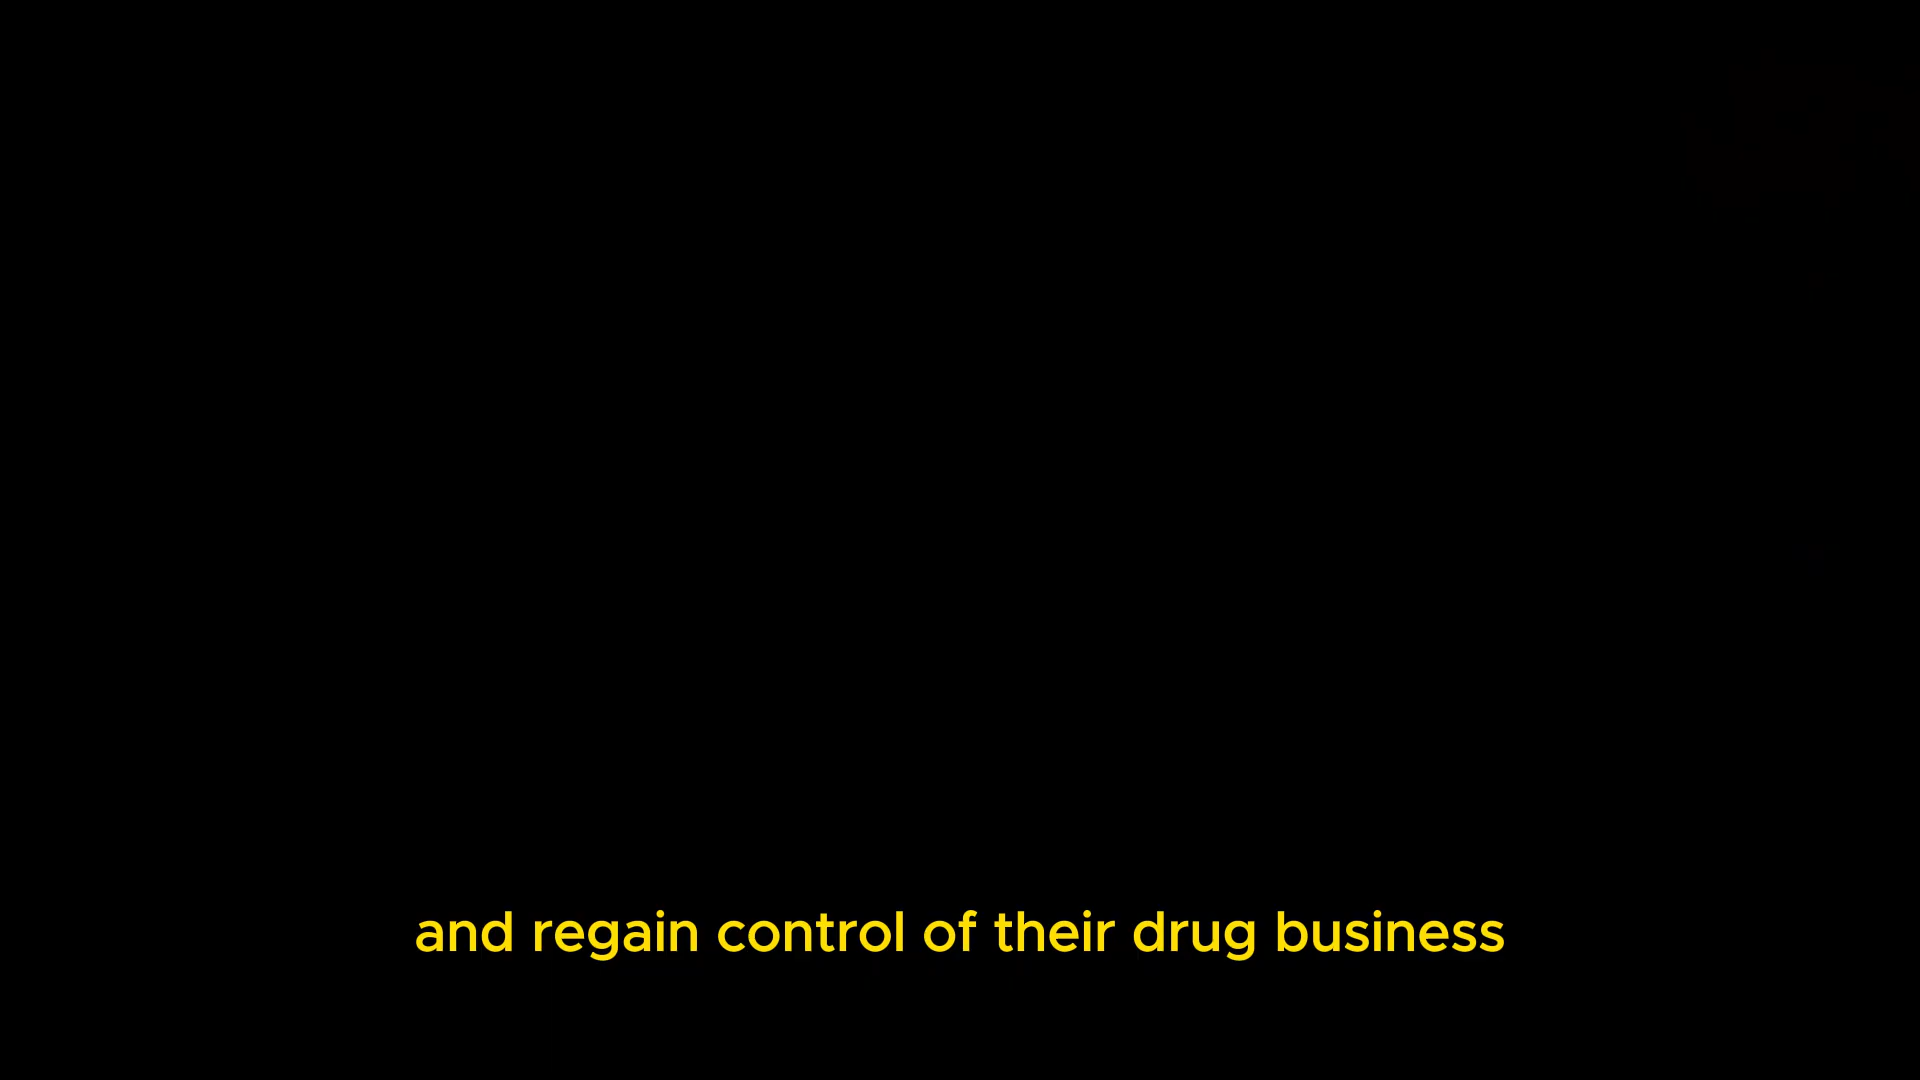 and regain control of their drug business